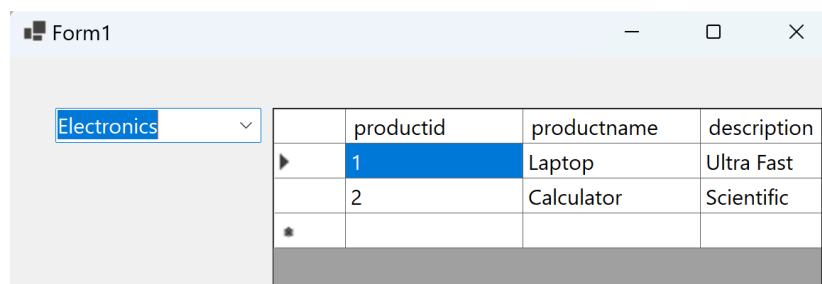 Form1
Electronics
productid productname description
1 Laptop Ultra Fast
2 Calculator Scientific